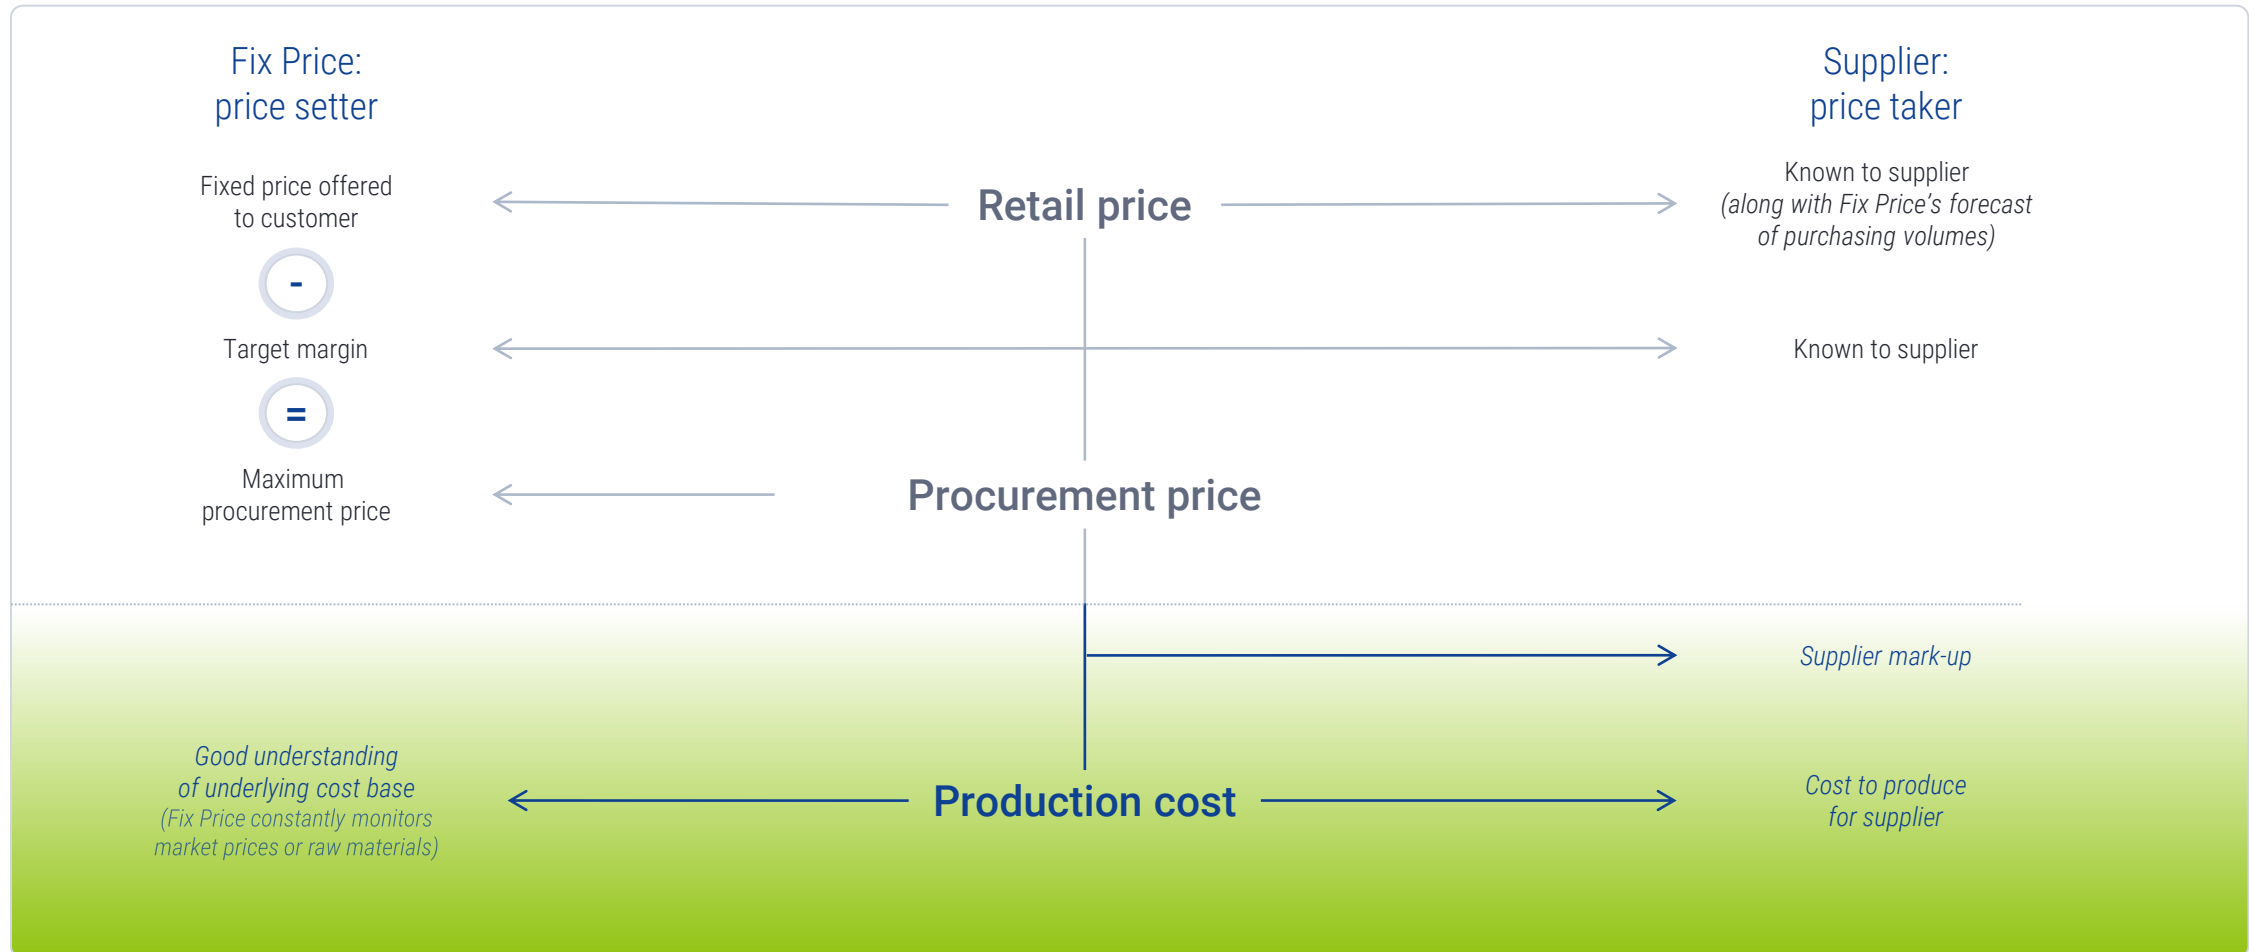 Fix Price:
price setter
Supplier:
price taker
Fixed price offered
to customer
Retail price
Known to supplier
(along with Fix Price's forecast
of purchasing volumes)
-
Target margin
Known to supplier
=
Maximum
procurement price
Procurement price
Supplier mark-up
Good understanding
of underlying cost base
(Fix Price constantly monitors
market prices or raw materials)
Production cost
Cost to produce
for supplier